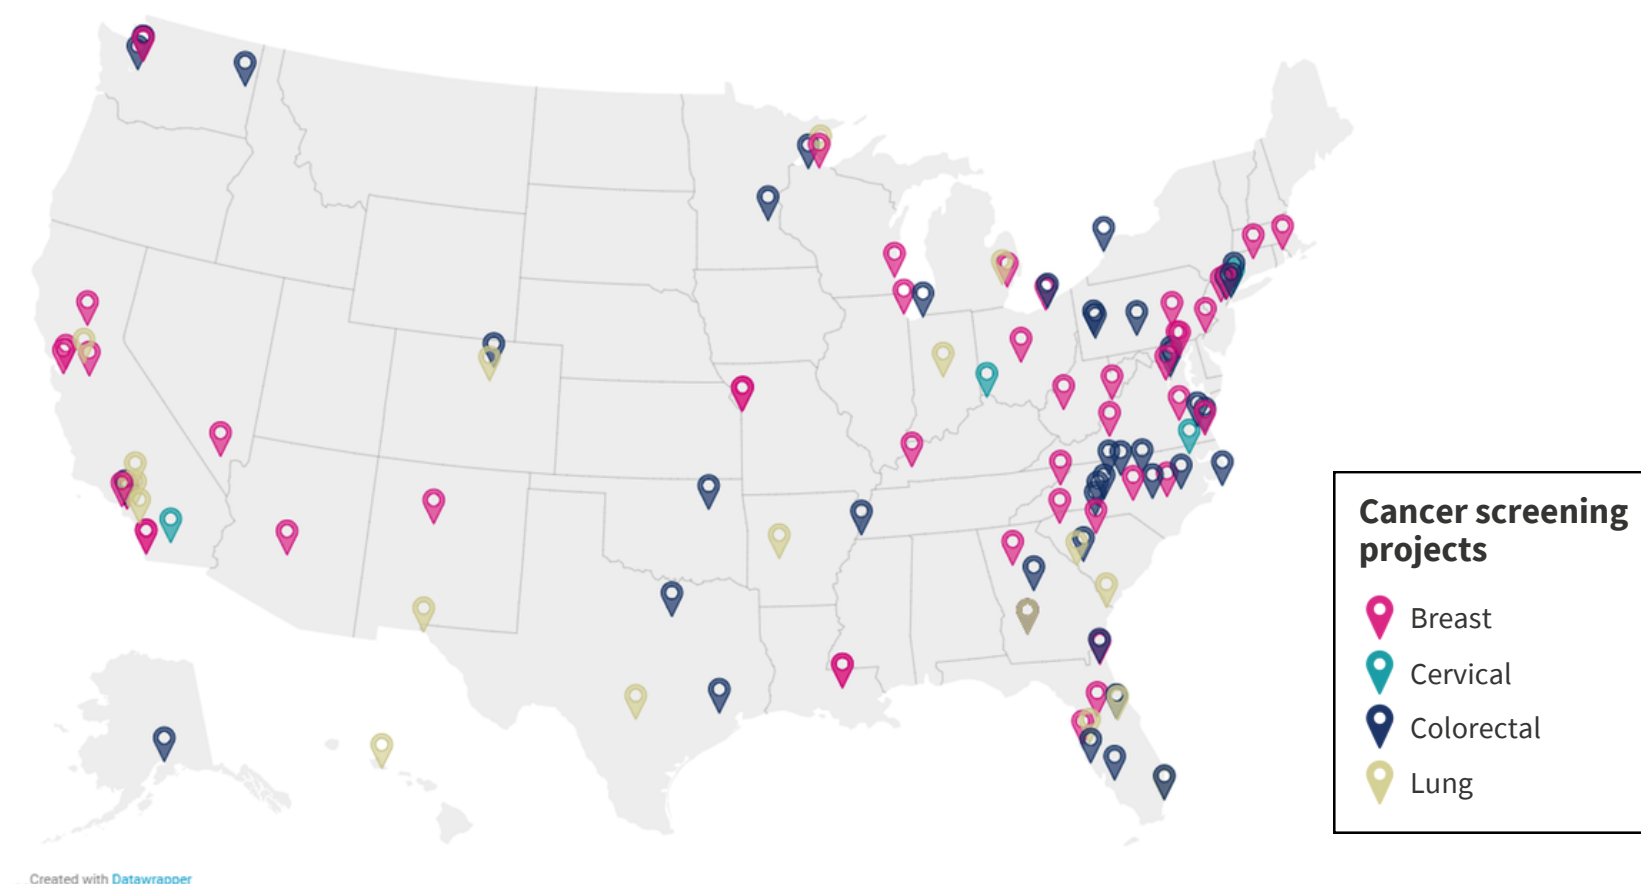 Cancer screening
projects
Breast
Cervical
Colorectal
Lung
Created with Datawrapper